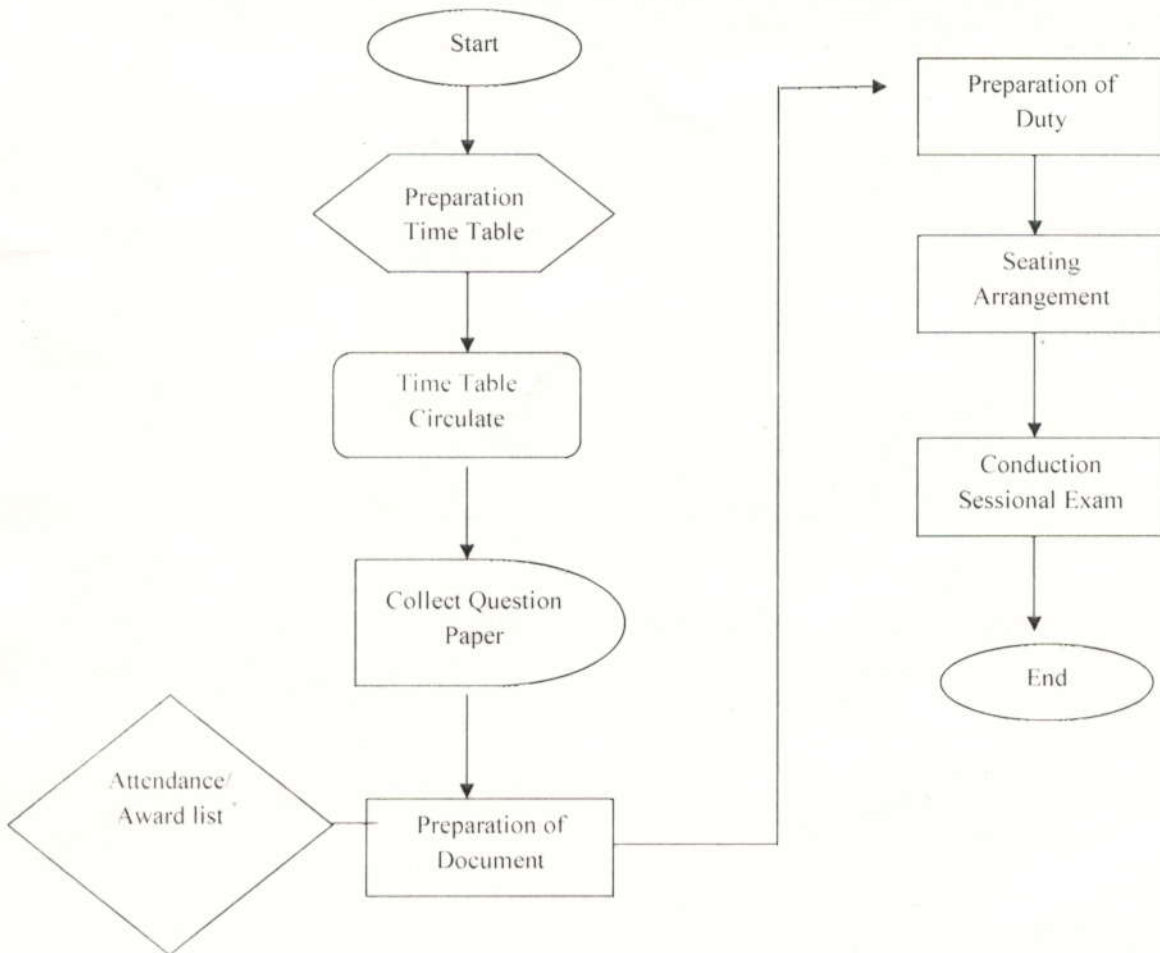 Start
Preparation
Time Table
Time Table
Circulate
Collect Question
Paper
Attendance/
Award list
Preparation of
Document
Preparation of
Duty
Seating
Arrangement
Conduction
Sessional Exam
End